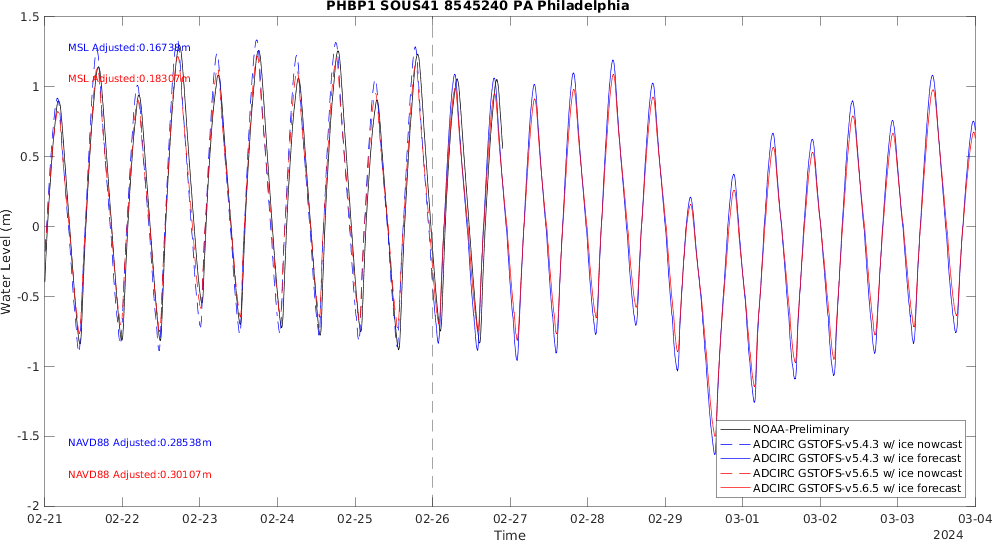 PHBP1 SOUS41 8545240 PA Philadelphia
1.5
1
0.5
0
-0.5
-1
-1.5
-2
Water Level (m)
MSL Adjusted:0.16738m
MSL Adjusted:0.18307m
NAVD88 Adjusted:0.28538m
NAVD88 Adjusted:0.30107m
NOAA-Preliminary
ADCIRC GSTOFS-v5.4.3 w/ ice nowcast
ADCIRC GSTOFS-v5.4.3 w/ ice forecast
ADCIRC GSTOFS-v5.6.5 w/ ice nowcast
ADCIRC GSTOFS-v5.6.5 w/ ice forecast
02-21 02-22 02-23 02-24 02-25 02-26 02-27 02-28 02-29 03-01 03-02 03-03 03-04
Time
2024